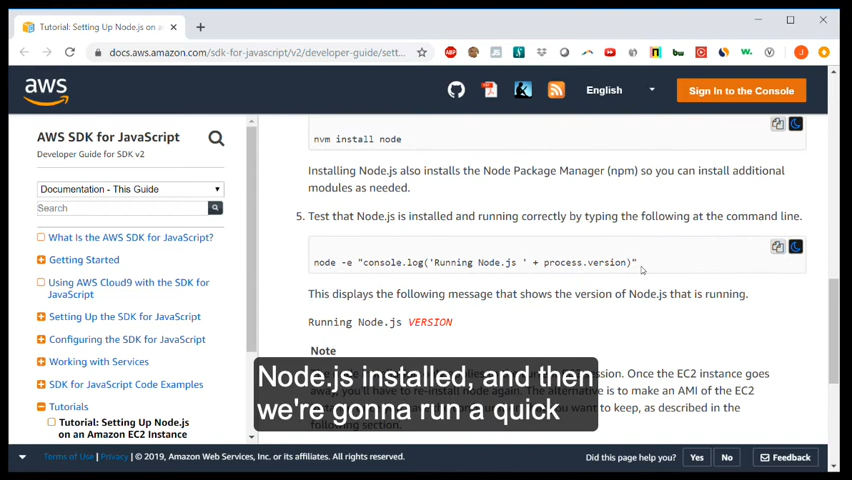 Tutorial: Setting Up Node.js on a
docs.aws.amazon.com/sdk-for-javascript/v2/developer-guide/sett...
aws
English
Sign In to the Console
AWS SDK for JavaScript
Developer Guide for SDK v2
Documentation - This Guide
Search
What Is the AWS SDK for JavaScript?
Getting Started
Using AWS Cloud9 with the SDK for
JavaScript
Setting Up the SDK for JavaScript
Configuring the SDK for JavaScript
Working with Services
SDK for JavaScript Code Examples
Tutorials
Tutorial: Setting Up Node.js
on an Amazon EC2 Instance
nvm install node
Installing Node.js also installs the Node Package Manager (npm) so you can install additional
modules as needed.
5. Test that Node.js is installed and running correctly by typing the following at the command line.
node -e "console.log('Running Node.js ' + process.version)"
This displays the following message that shows the version of Node.js that is running.
Running Node.js VERSION
Note
ession. Once the EC2 instance goes
away, you'll have to re-install node again. The alternative is to make an AMI of the EC2
want to keep, as described in the
following section.
Node.js installed, and then
we're gonna run a quick
Terms of Use | Privacy | © 2019, Amazon Web Services, Inc. or its affiliates. All rights reserved.
Did this page help you?
Yes
No
Feedback